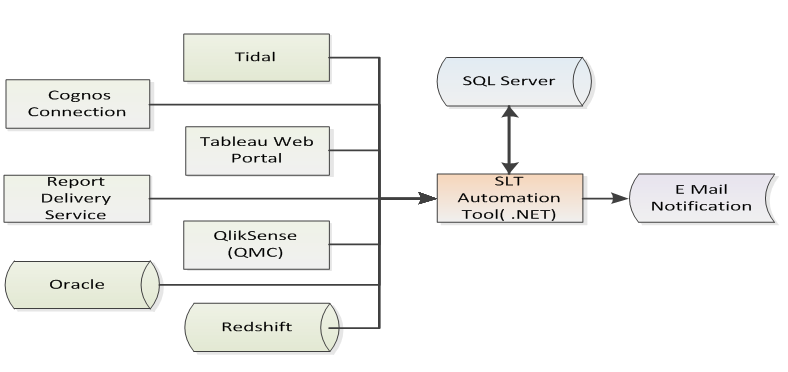 Tidal
SQL Server
Cognos
Connection
Tableau Web
Portal
Report
Delivery
Service
SLT
Automation
Tool( .NET)
E Mail
Notification
QlikSense
(QMC)
Oracle
Redshift